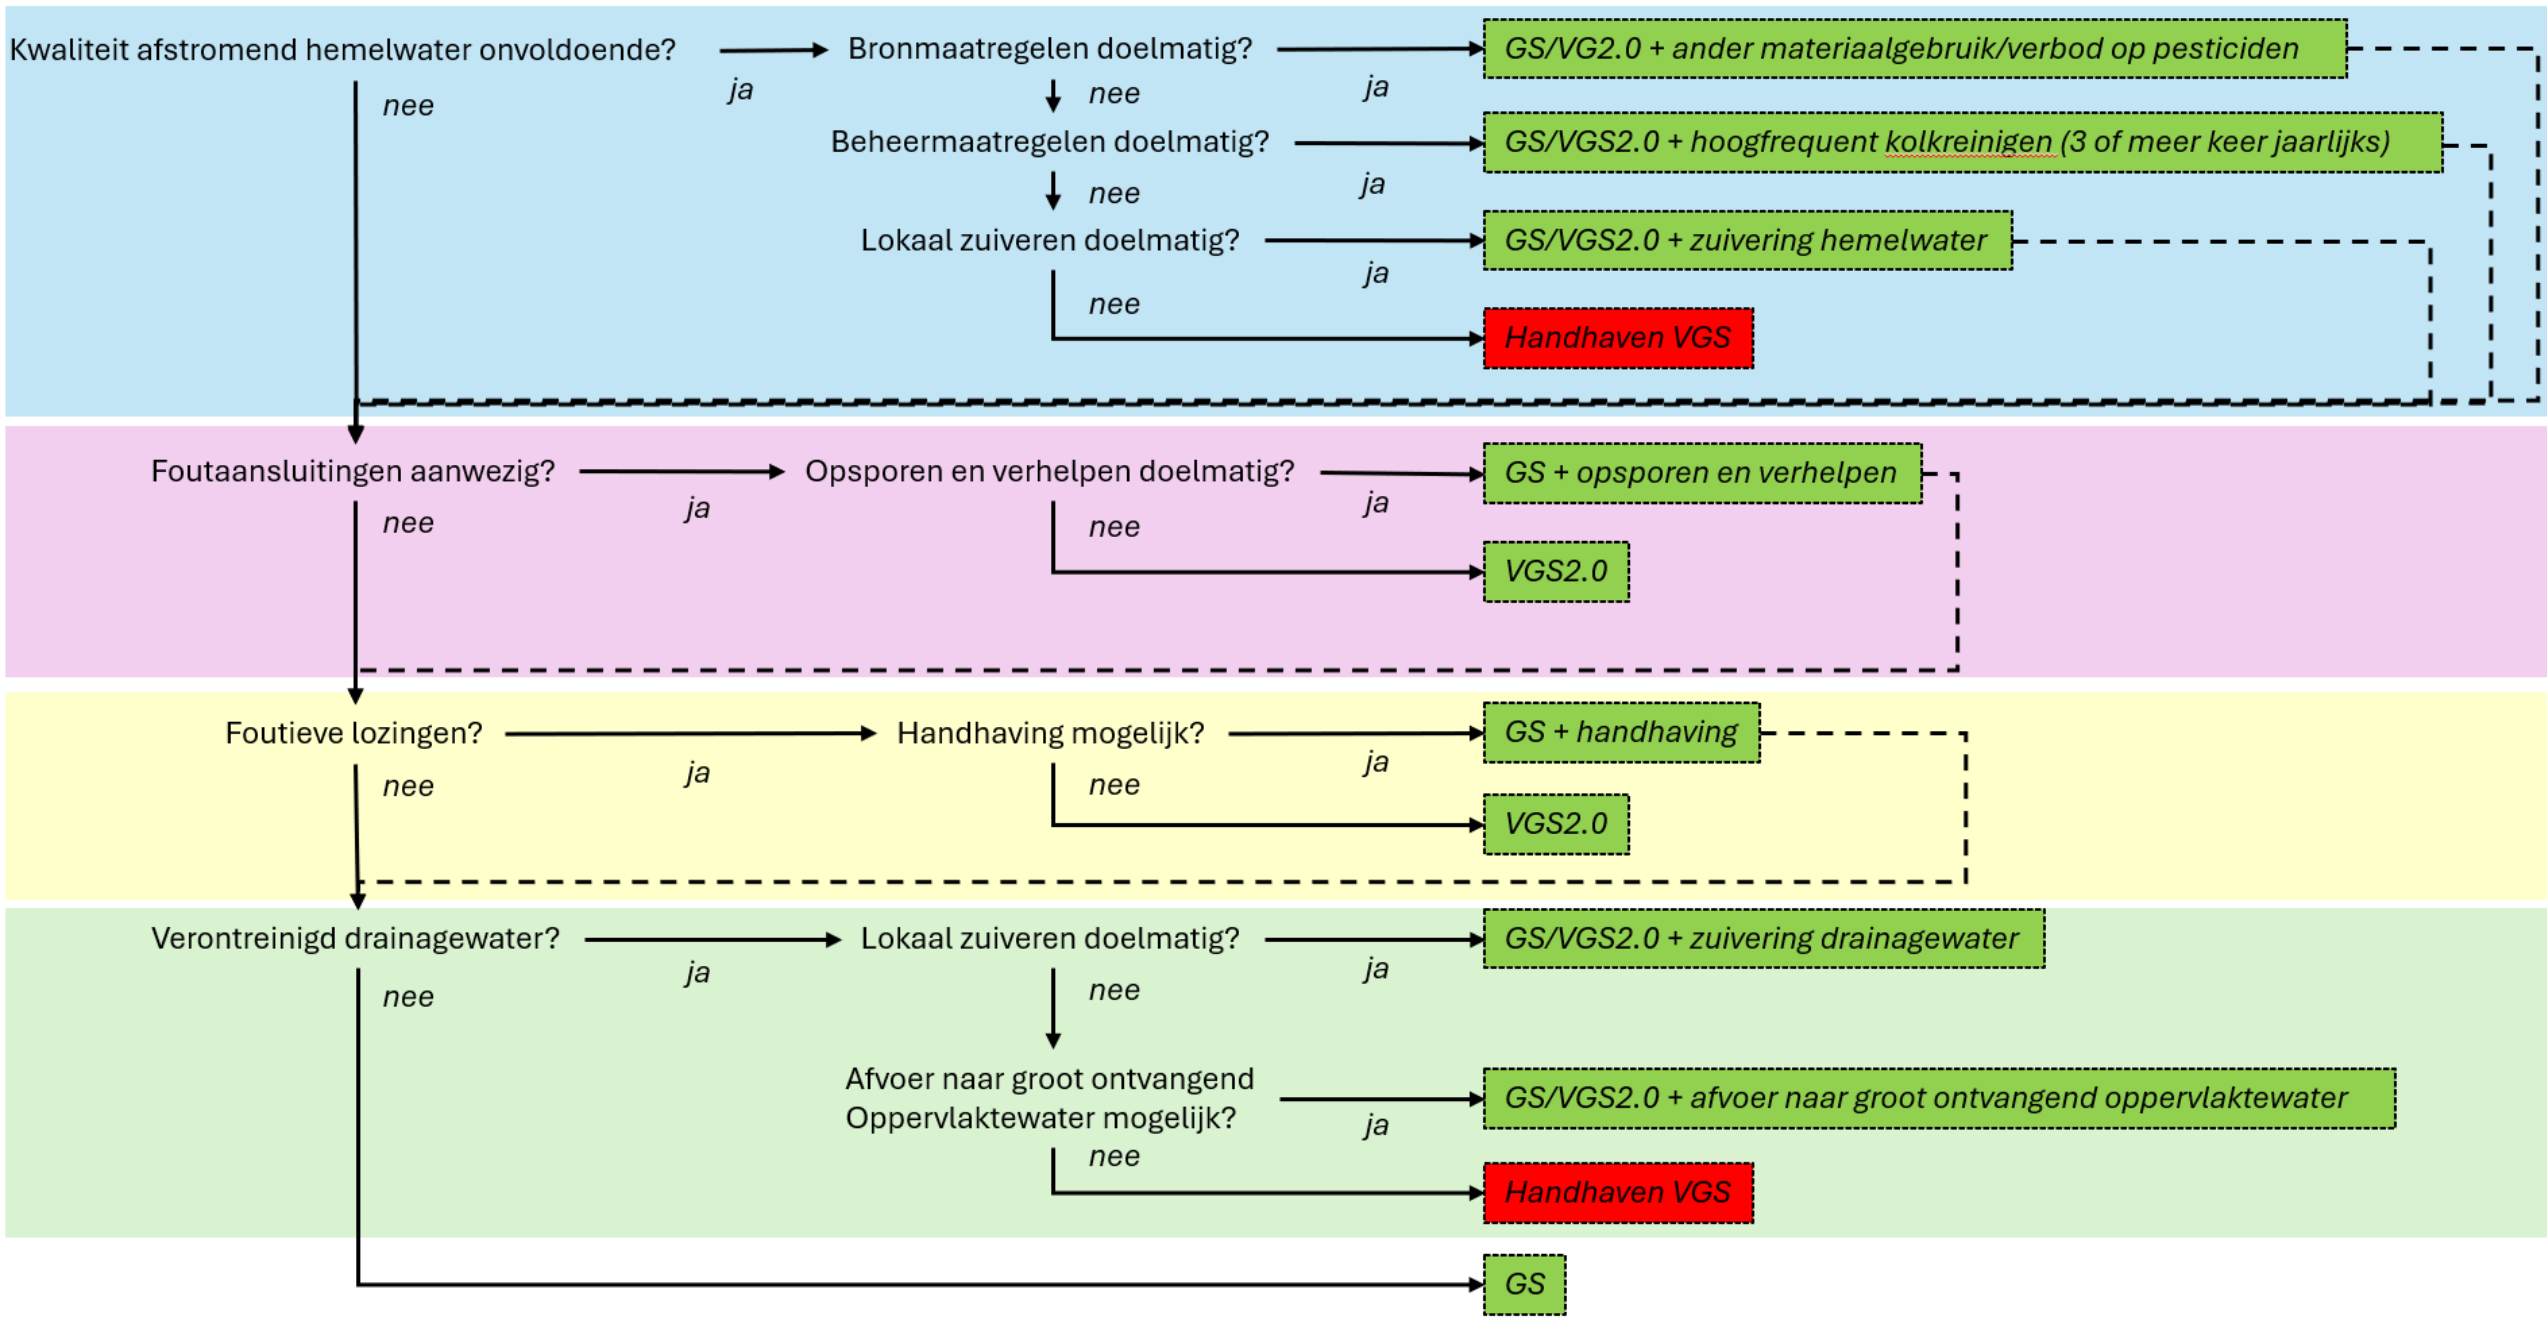 Kwaliteit afstromend hemelwater onvoldoende?
ja
Bronmaatregelen doelmatig?
ja
GS/VG2.0 + ander materiaalgebruik/verbod op pesticiden
nee
nee
Beheermaatregelen doelmatig?
ja
GS/VGS2.0 + hoogfrequent kolkreinigen (3 of meer keer jaarlijks)
nee
Lokaal zuiveren doelmatig?
ja
GS/VGS2.0 + zuivering hemelwater
nee
Handhaven VGS
Foutaansluitingen aanwezig?
ja
Opsporen en verhelpen doelmatig?
ja
GS + opsporen en verhelpen
nee
nee
VGS2.0
Foutieve lozingen?
ja
Handhaving mogelijk?
ja
GS + handhaving
nee
nee
VGS2.0
Verontreinigd drainagewater?
ja
Lokaal zuiveren doelmatig?
ja
GS/VGS2.0 + zuivering drainagewater
nee
nee
Afvoer naar groot ontvangend
Oppervlaktewater mogelijk?
ja
GS/VGS2.0 + afvoer naar groot ontvangend oppervlaktewater
nee
Handhaven VGS
GS